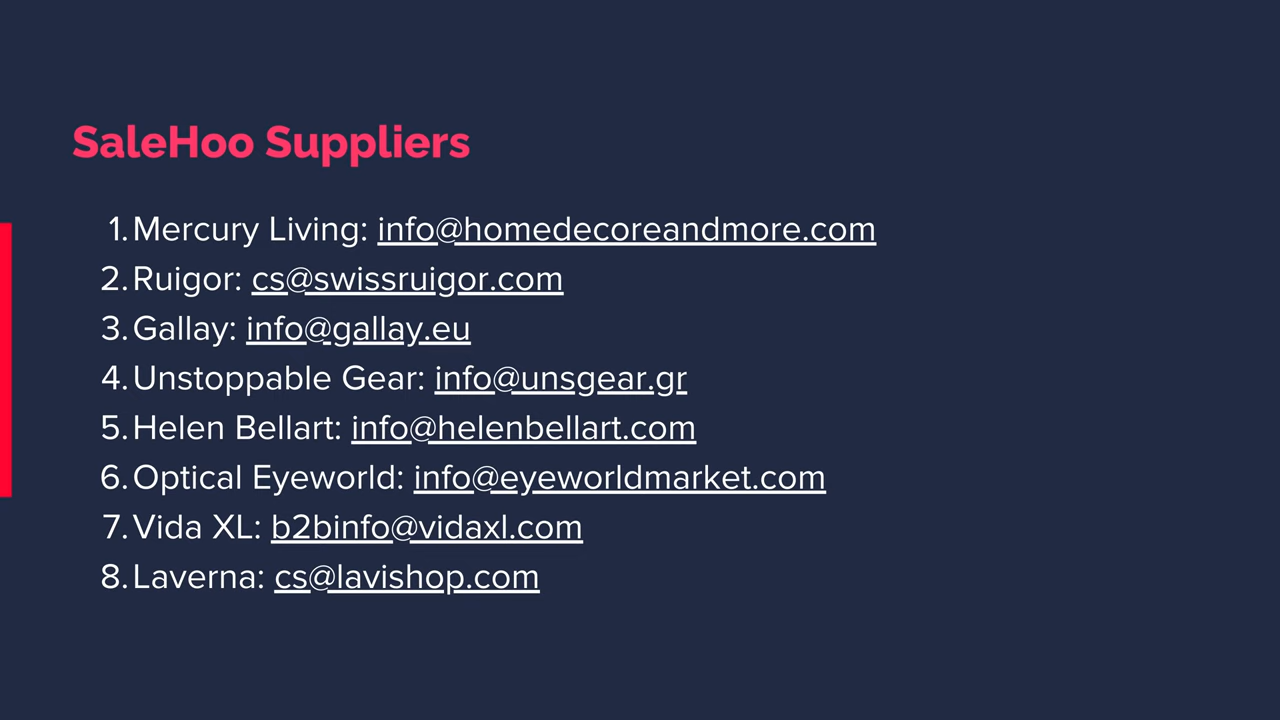 SaleHoo Suppliers
1. Mercury Living: info@homedecoreandmore.com
2. Ruigor: cs@swissruigor.com
3. Gallay: info@gallay.eu
4. Unstoppable Gear: info@unsgear.gr
5. Helen Bellart: info@helenbellart.com
6. Optical Eyeworld: info@eyeworldmarket.com
7. Vida XL: b2binfo@vidaxl.com
8. Laverna: cs@lavishop.com